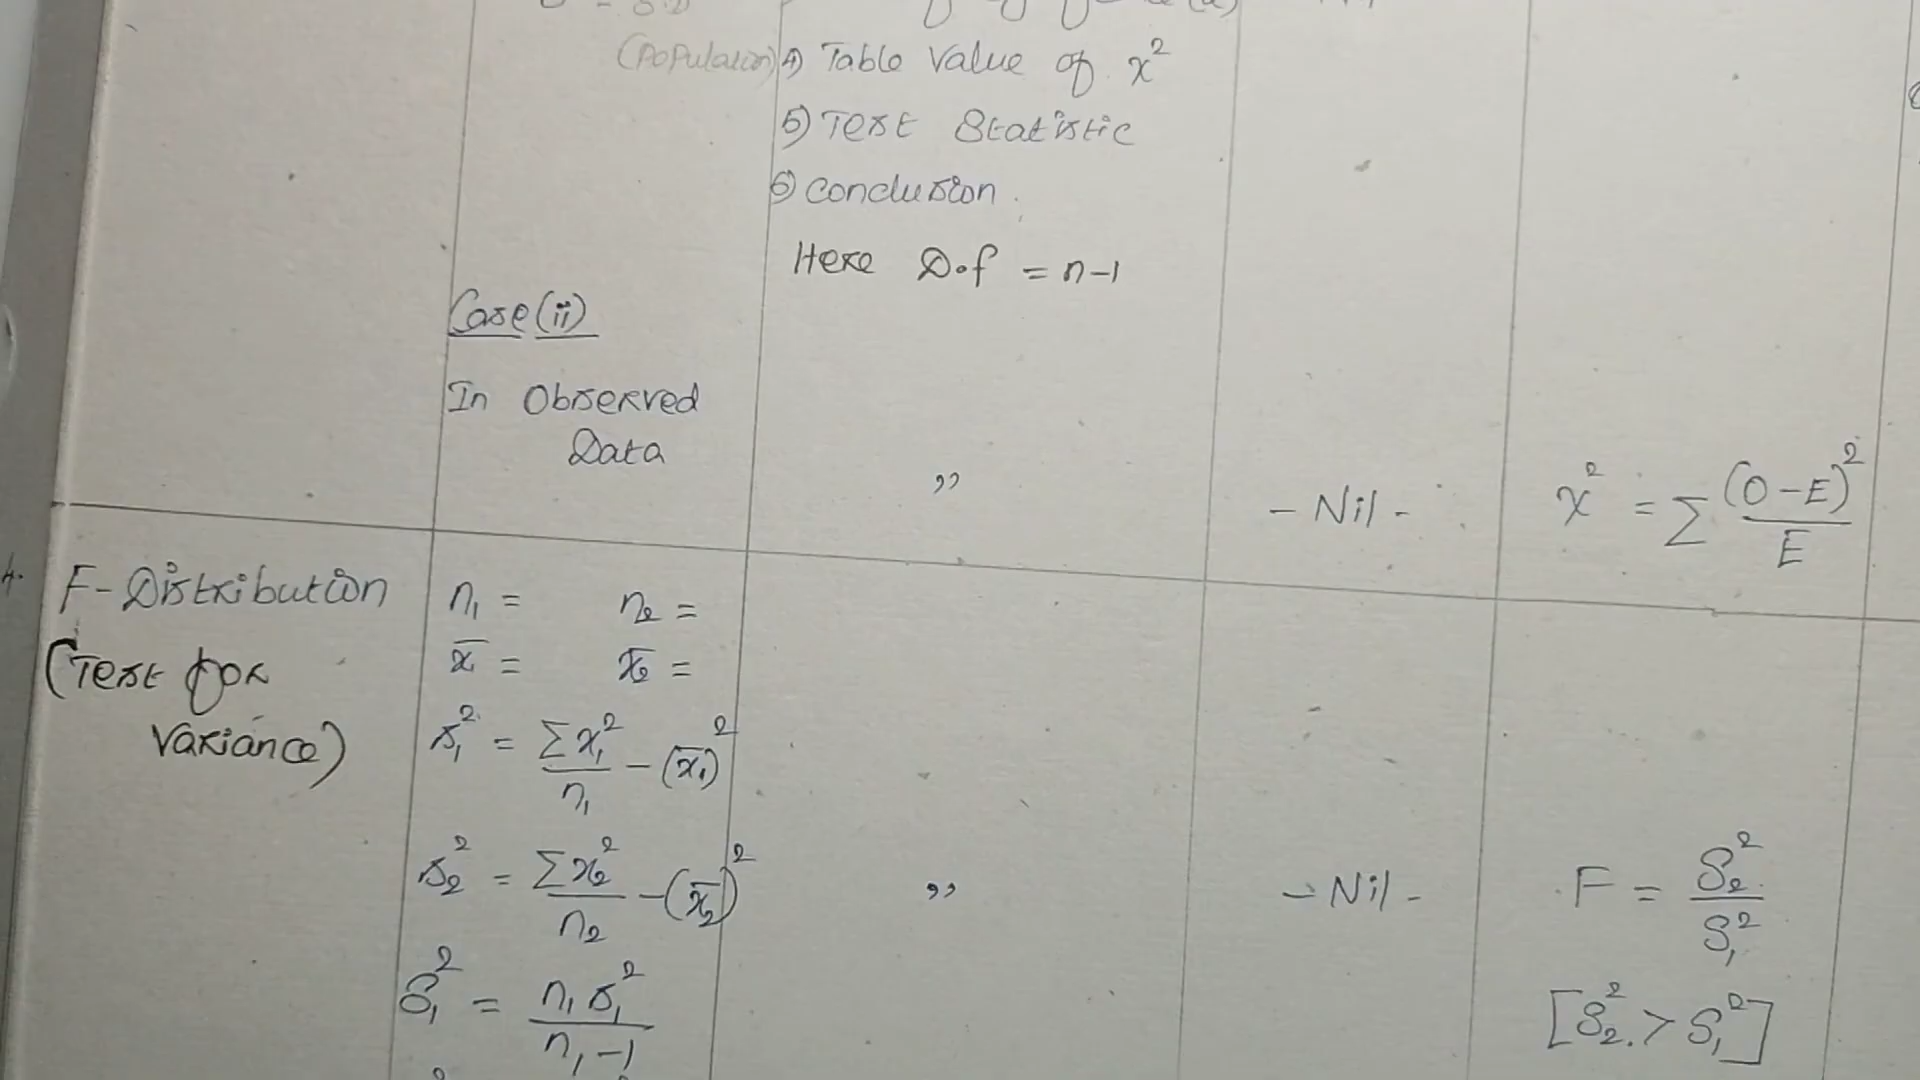 (Population)
4) Table Value of χ²
5) Test Statistic
6) Conclusion.
Here D.f = n-1
Case(ii)
In Observed
Data
,,
- Nil -
χ² = Σ (O-E)² / E
4. F-Distribution
(Test for
Variance)
n₁ = n₂ =
x̄ = x̄₂ =
s₁² = Σx₁² / n₁ - (x̄₁)²
s₂² = Σx₂² / n₂ - (x̄₂)²
S₁² = n₁ s₁² / n₁-1
,,
- Nil -
F = S₂² / S₁²
[S₂² > S₁²]